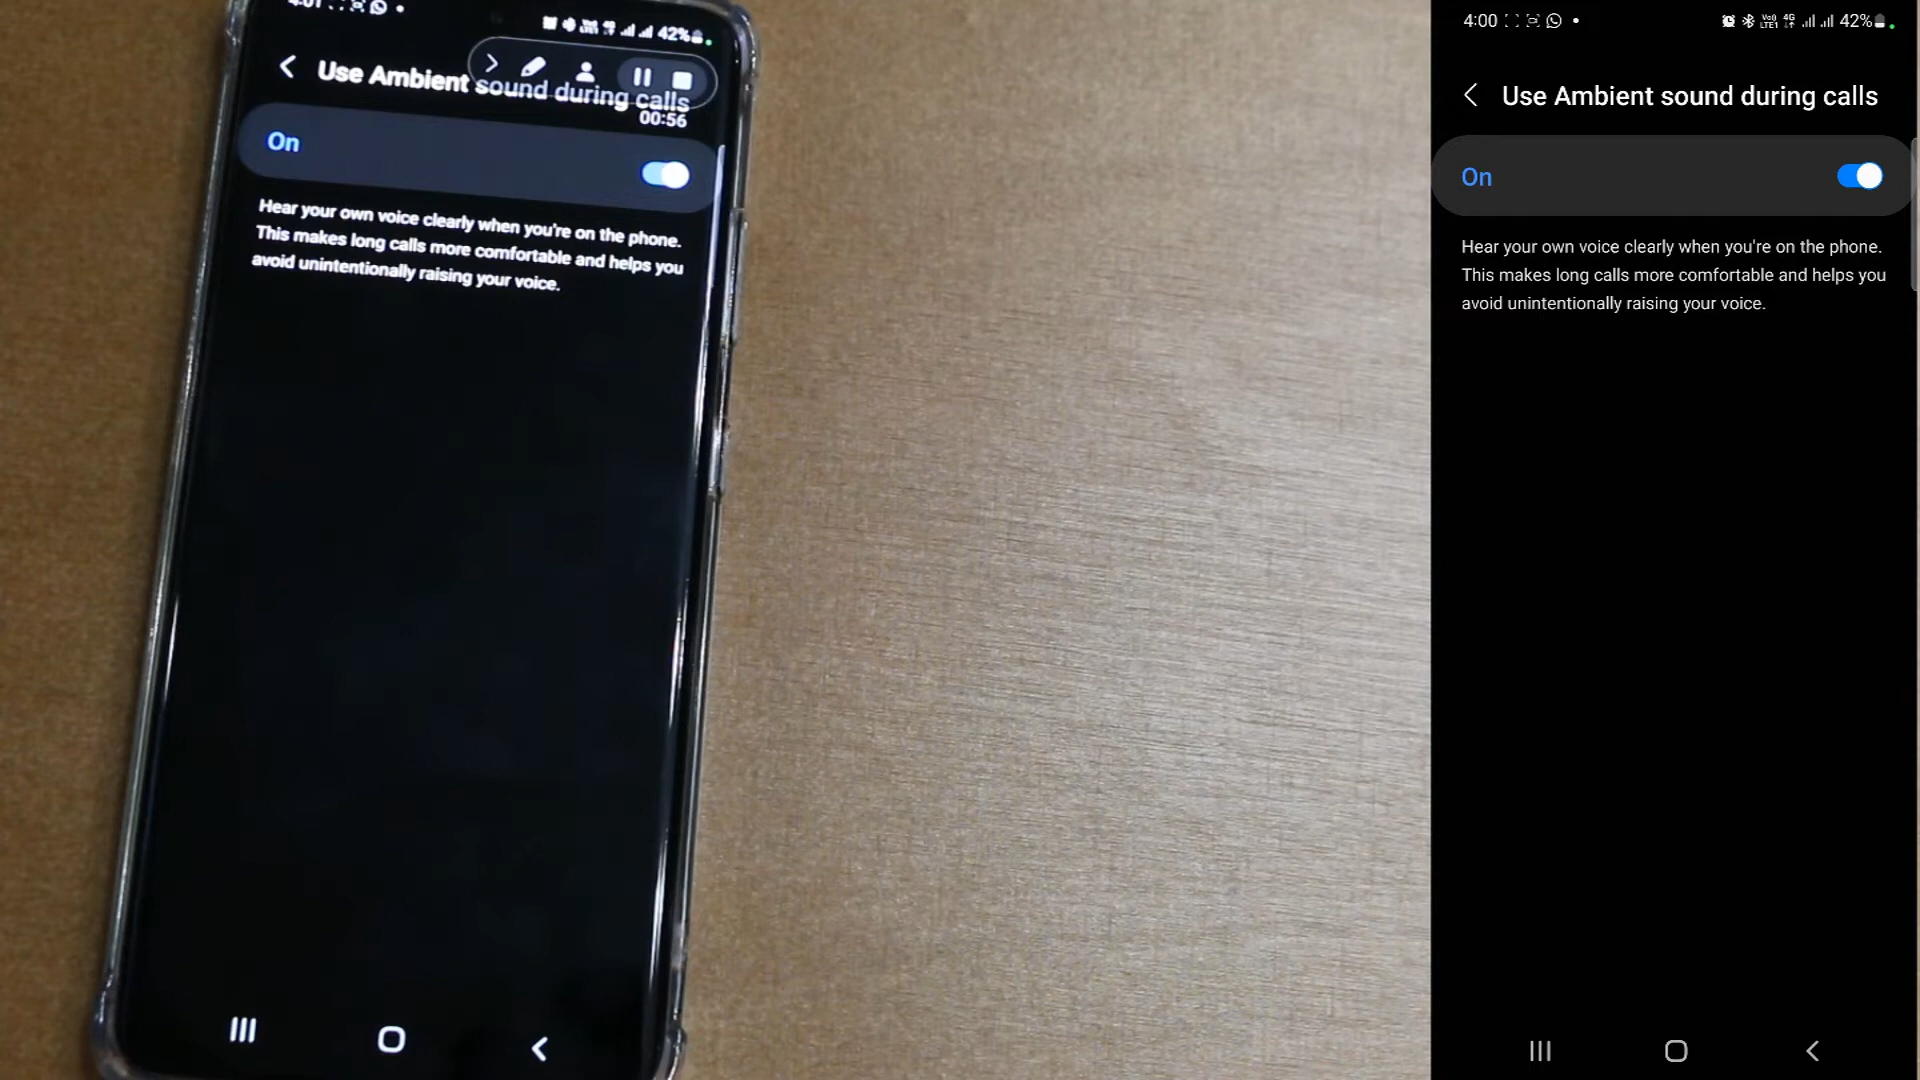 4:01
42%
Use Ambient sound during calls
00:56
On
Hear your own voice clearly when you're on the phone.
This makes long calls more comfortable and helps you
avoid unintentionally raising your voice.
4:00
Vo) 4G
LTE1
42%
Use Ambient sound during calls
On
Hear your own voice clearly when you're on the phone.
This makes long calls more comfortable and helps you
avoid unintentionally raising your voice.